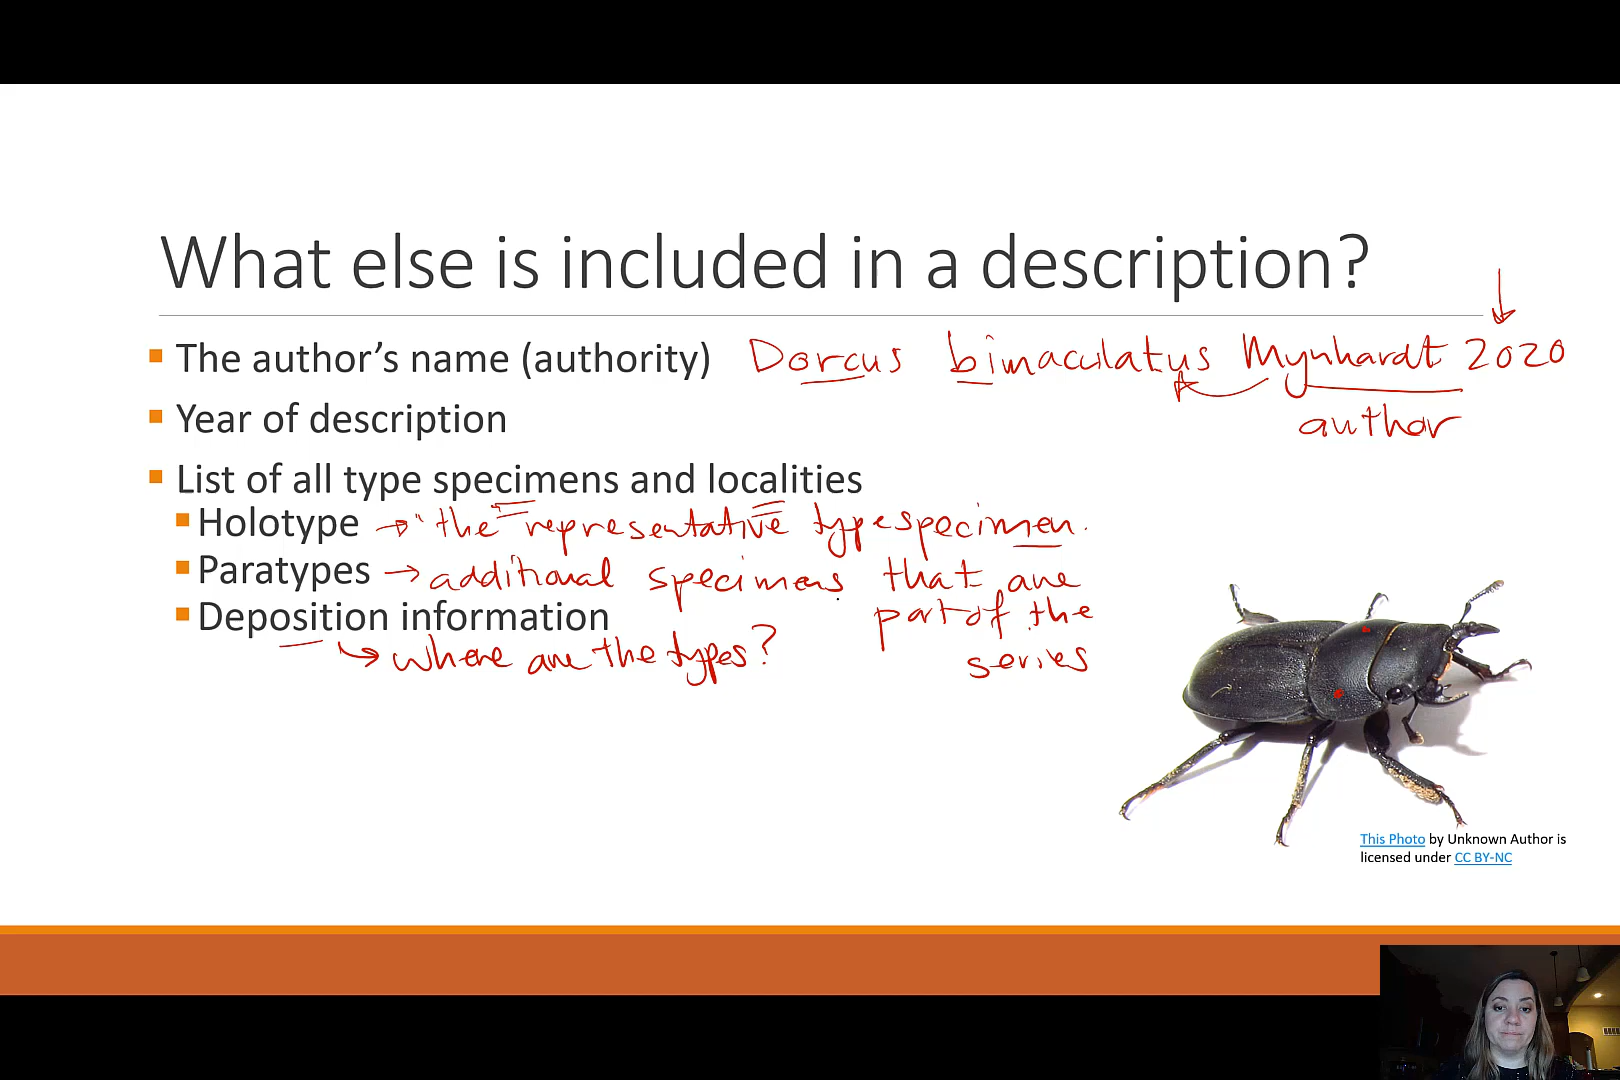 What else is included in a description?
The author’s name (authority) Dorcus bimaculatus Mynhardt 2020
author
Year of description
List of all type specimens and localities
Holotype → "the representative type specimen.
Paratypes → additional specimens that are
part of the
series
Deposition information
↳ where are the types?
This Photo by Unknown Author is
licensed under CC BY-NC